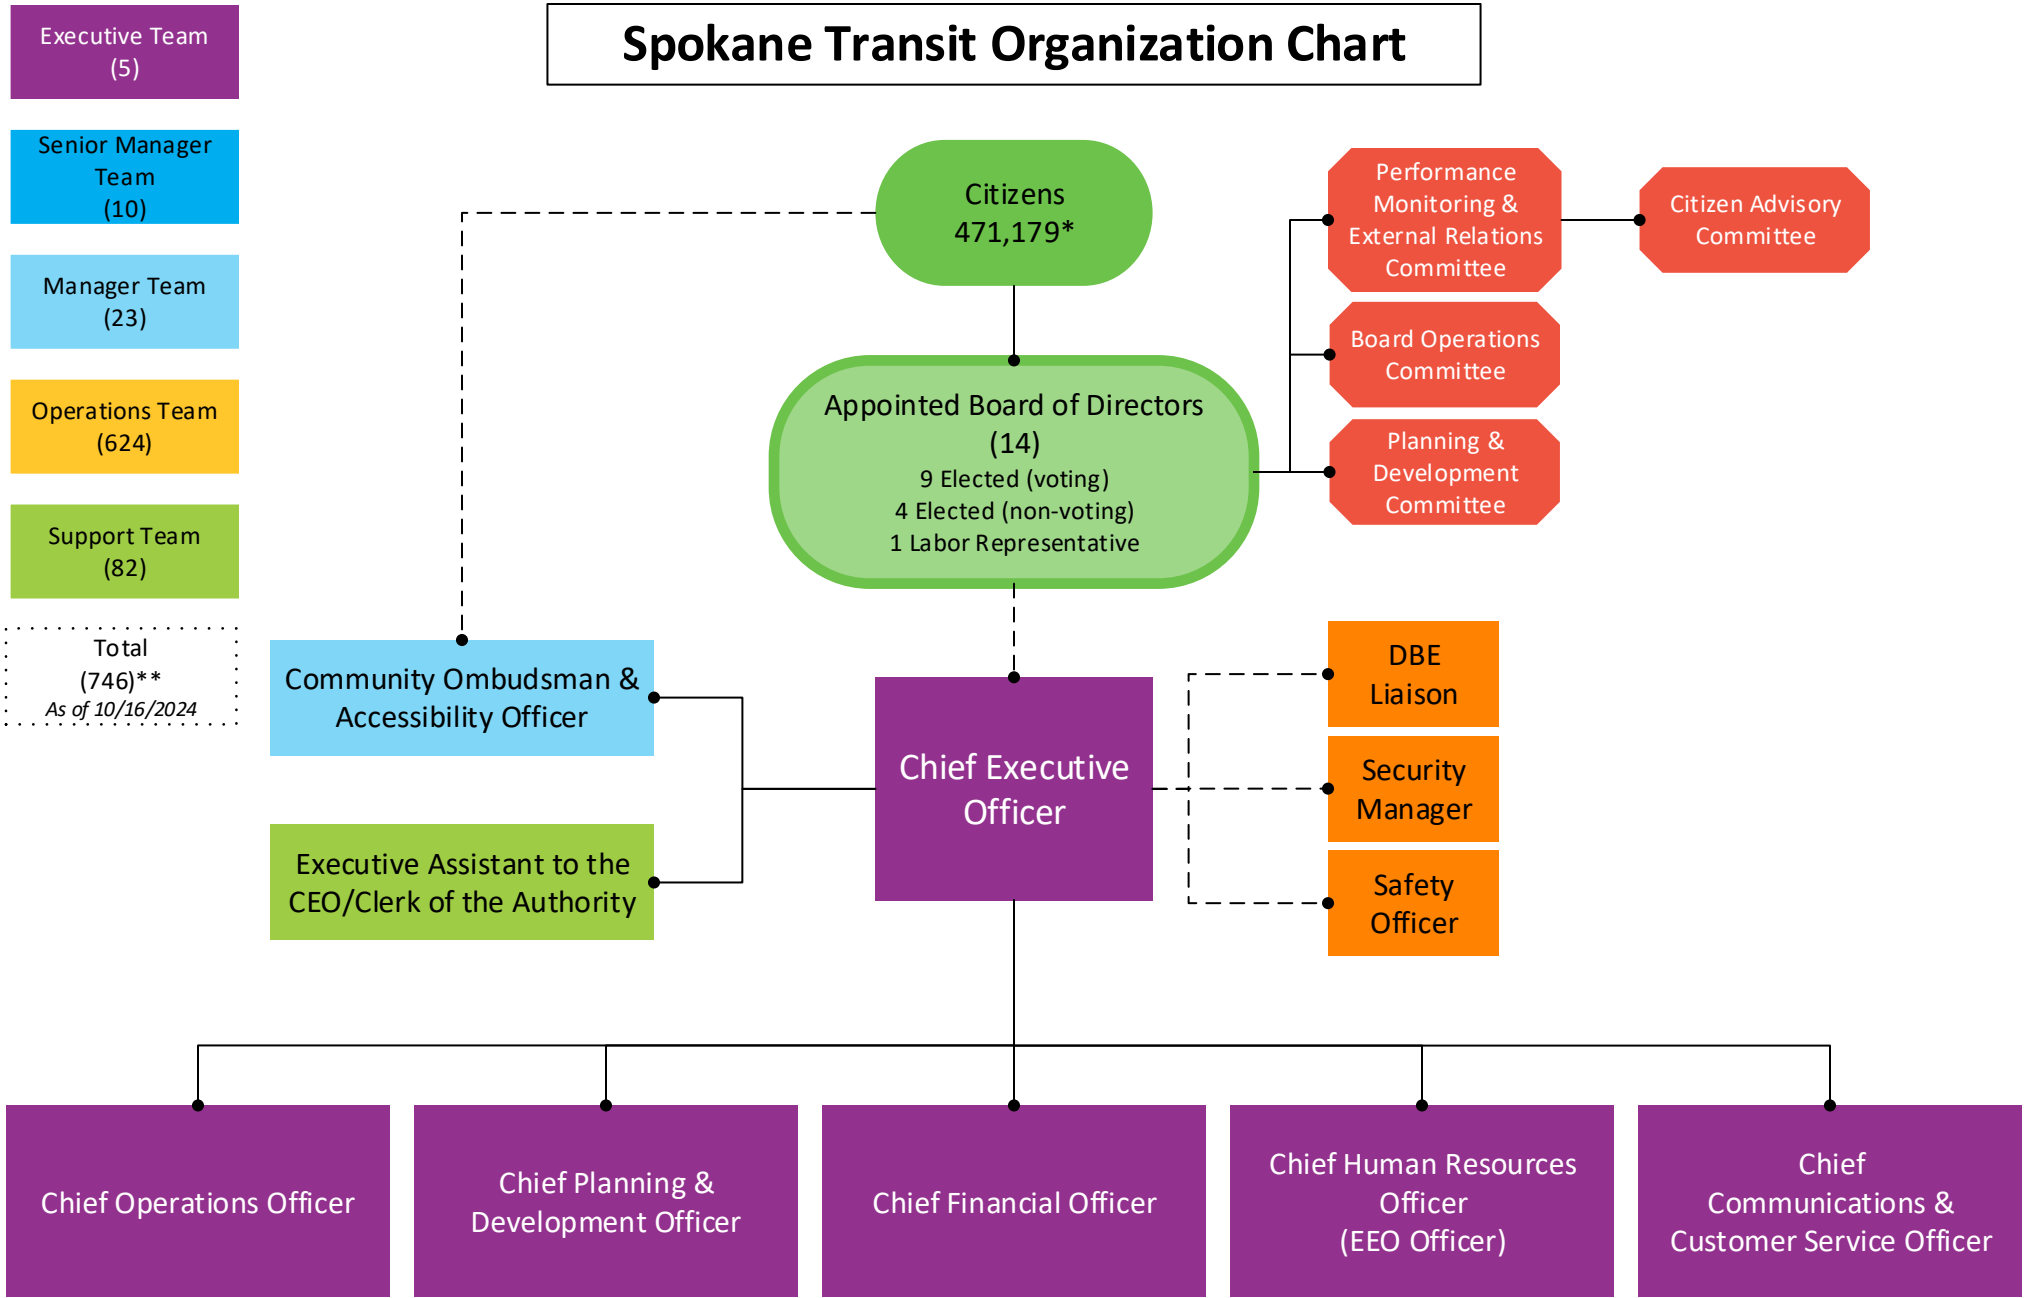 Spokane Transit Organization Chart
Executive Team
(5)
Senior Manager
Team
(10)
Manager Team
(23)
Operations Team
(624)
Support Team
(82)
Total
(746)**
As of 10/16/2024
Citizens
471,179*
Appointed Board of Directors
(14)
9 Elected (voting)
4 Elected (non-voting)
1 Labor Representative
Performance
Monitoring &
External Relations
Committee
Citizen Advisory
Committee
Board Operations
Committee
Planning &
Development
Committee
Community Ombudsman &
Accessibility Officer
Executive Assistant to the
CEO/Clerk of the Authority
Chief Executive
Officer
DBE
Liaison
Security
Manager
Safety
Officer
Chief Operations Officer
Chief Planning &
Development Officer
Chief Financial Officer
Chief Human Resources
Officer
(EEO Officer)
Chief
Communications &
Customer Service Officer